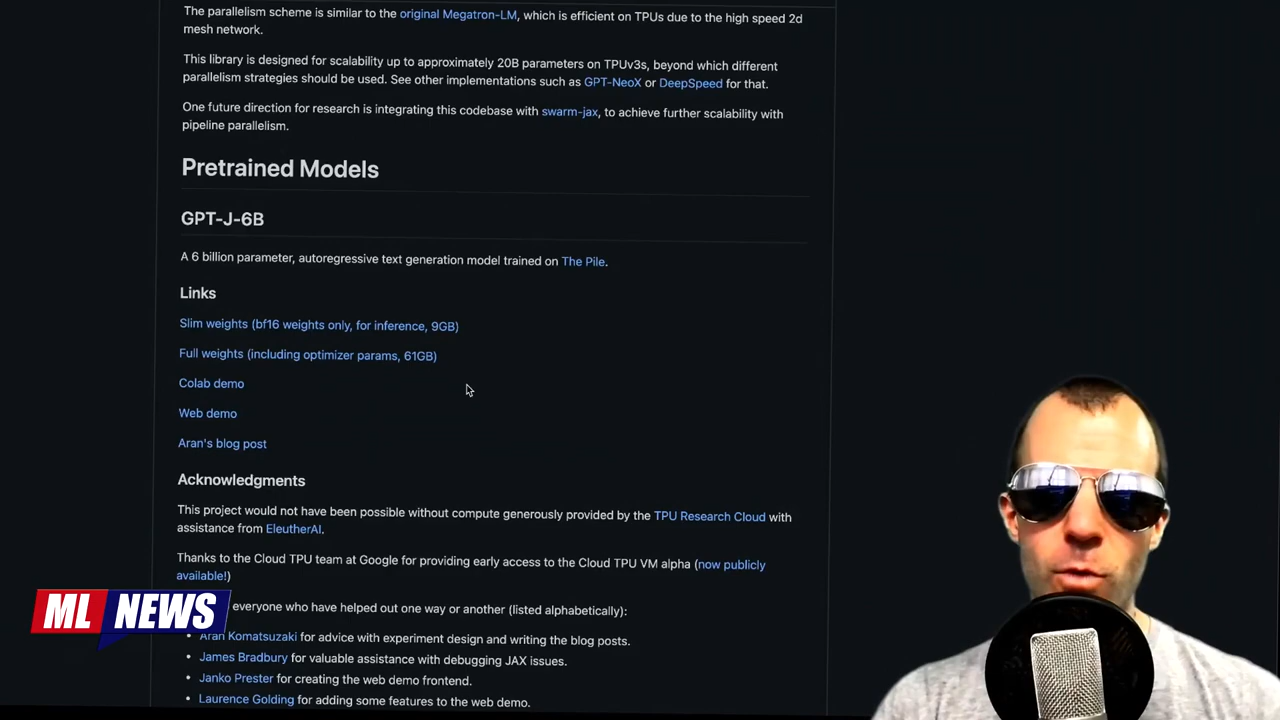 The parallelism scheme is similar to the original Megatron-LM, which is efficient on TPUs due to the high speed 2d
mesh network.
This library is designed for scalability up to approximately 20B parameters on TPUv3s, beyond which different
parallelism strategies should be used. See other implementations such as GPT-NeoX or DeepSpeed for that.
One future direction for research is integrating this codebase with swarm-jax, to achieve further scalability with
pipeline parallelism.
Pretrained Models
GPT-J-6B
A 6 billion parameter, autoregressive text generation model trained on The Pile.
Links
Slim weights (bf16 weights only, for inference, 9GB)
Full weights (including optimizer params, 61GB)
Colab demo
Web demo
Aran's blog post
Acknowledgments
This project would not have been possible without compute generously provided by the TPU Research Cloud with
assistance from EleutherAI.
Thanks to the Cloud TPU team at Google for providing early access to the Cloud TPU VM alpha (now publicly
available!)
everyone who have helped out one way or another (listed alphabetically):
Aran Komatsuzaki for advice with experiment design and writing the blog posts.
James Bradbury for valuable assistance with debugging JAX issues.
Janko Prester for creating the web demo frontend.
Laurence Golding for adding some features to the web demo.
ML NEWS